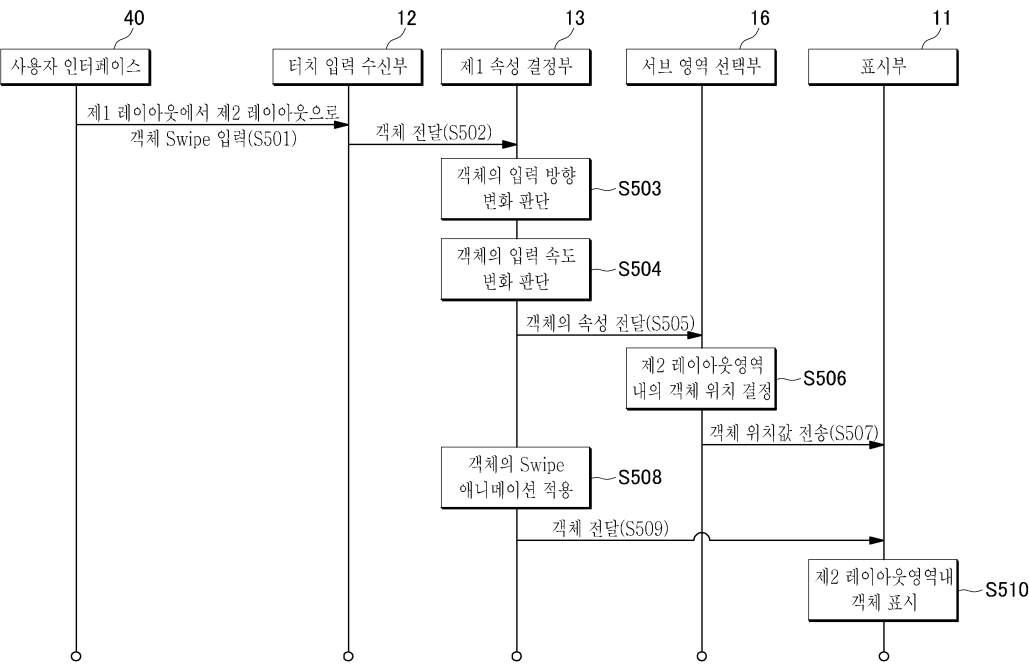 40
12
13
16
11
사용자 인터페이스
터치 입력 수신부
제1 속성 결정부
서브 영역 선택부
표시부
제1 레이아웃에서 제2 레이아웃으로
객체 Swipe 입력(S501)
객체 전달(S502)
객체의 입력 방향
변화 판단
S503
객체의 입력 속도
변화 판단
S504
객체의 속성 전달(S505)
제2 레이아웃영역
내의 객체 위치 결정
S506
객체 위치값 전송(S507)
객체의 Swipe
애니메이션 적용
S508
객체 전달(S509)
제2 레이아웃영역내
객체 표시
S510